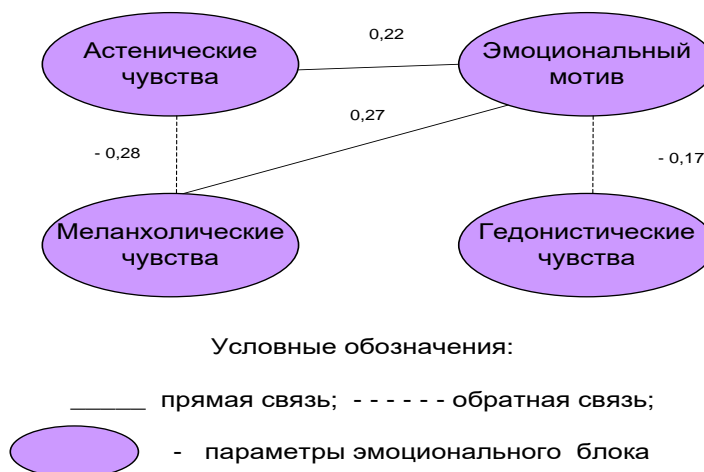 Астенические
чувства
0,22
Эмоциональный
мотив
0,27
- 0,28
- 0,17
Меланхолические
чувства
Гедонистические
чувства
Условные обозначения:
_____ прямая связь; - - - - - - обратная связь;
- параметры эмоционального блока